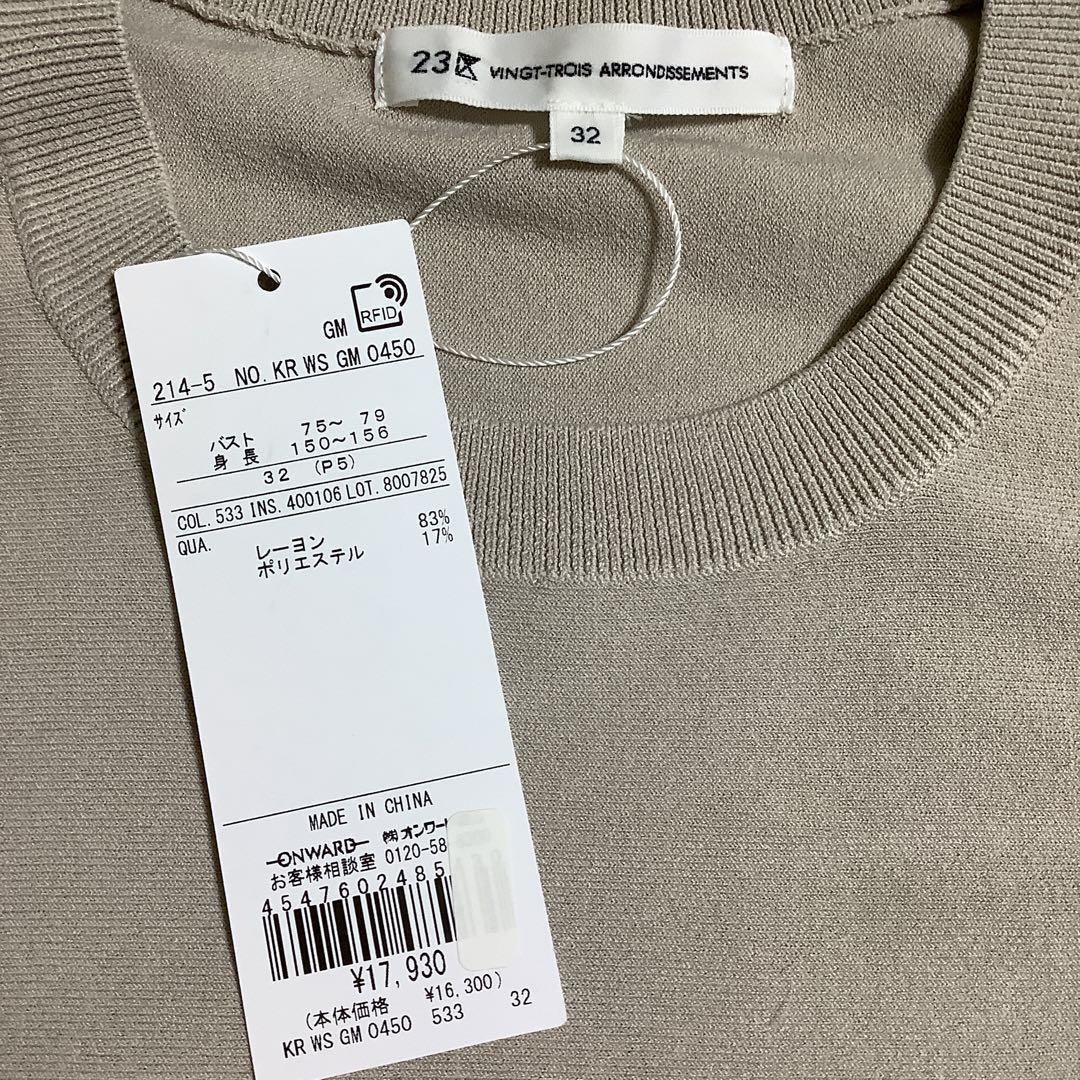 23区 VINGT-TROIS ARRONDISSEMENTS
32
GM RFID
214-5 NO. KR WS GM 0450
サイズ
バスト 75～ 79
身長 150～156
32 (P5)
COL. 533 INS. 400106 LOT. 8007825
QUA. レーヨン 83%
ポリエステル 17%
MADE IN CHINA
ONWARD ㈱オンワー
お客様相談室 0120-58
4547602485
¥17,930
(本体価格 ¥16,300)
KR WS GM 0450 533 32